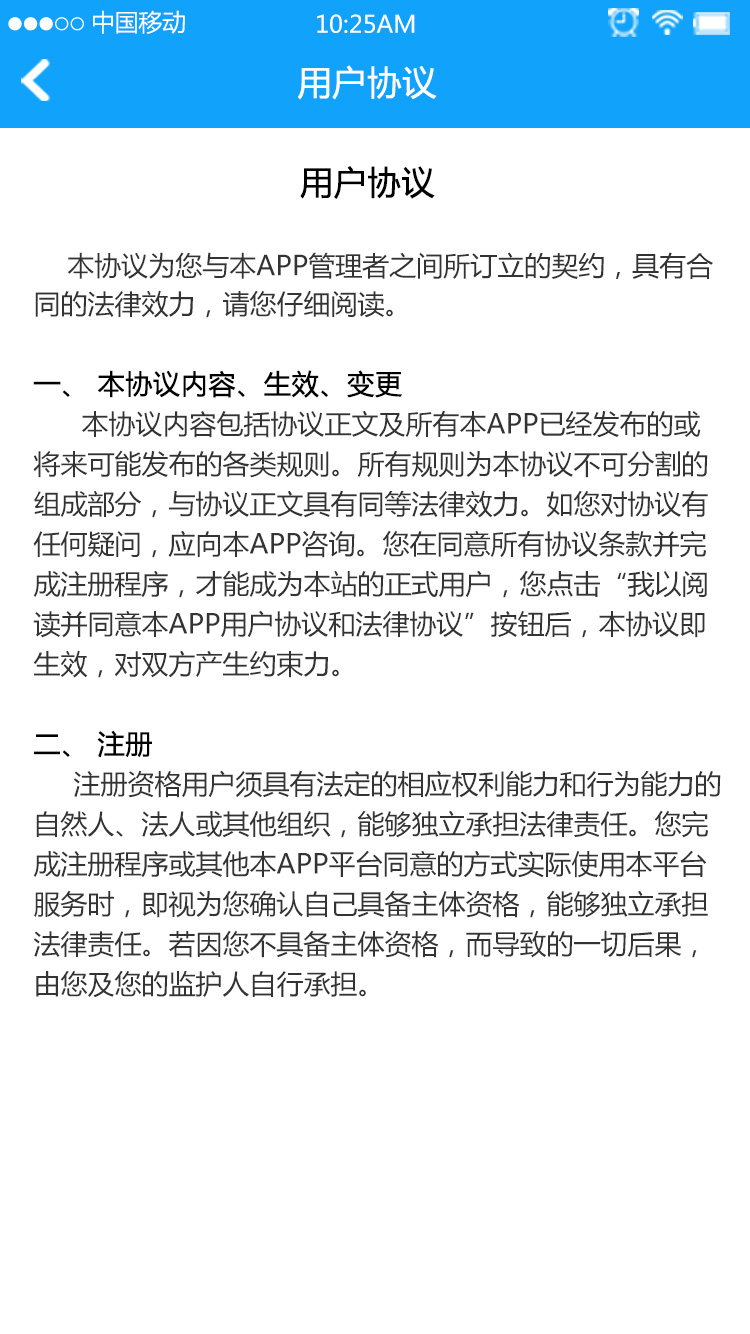 中国移动 10:25AM
用户协议
用户协议
本协议为您与本APP管理者之间所订立的契约，具有合
同的法律效力，请您仔细阅读。
一、 本协议内容、生效、变更
本协议内容包括协议正文及所有本APP已经发布的或
将来可能发布的各类规则。所有规则为本协议不可分割的
组成部分，与协议正文具有同等法律效力。如您对协议有
任何疑问，应向本APP咨询。您在同意所有协议条款并完
成注册程序，才能成为本站的正式用户，您点击“我以阅
读并同意本APP用户协议和法律协议”按钮后，本协议即
生效，对双方产生约束力。
二、 注册
注册资格用户须具有法定的相应权利能力和行为能力的
自然人、法人或其他组织，能够独立承担法律责任。您完
成注册程序或其他本APP平台同意的方式实际使用本平台
服务时，即视为您确认自己具备主体资格，能够独立承担
法律责任。若因您不具备主体资格，而导致的一切后果，
由您及您的监护人自行承担。